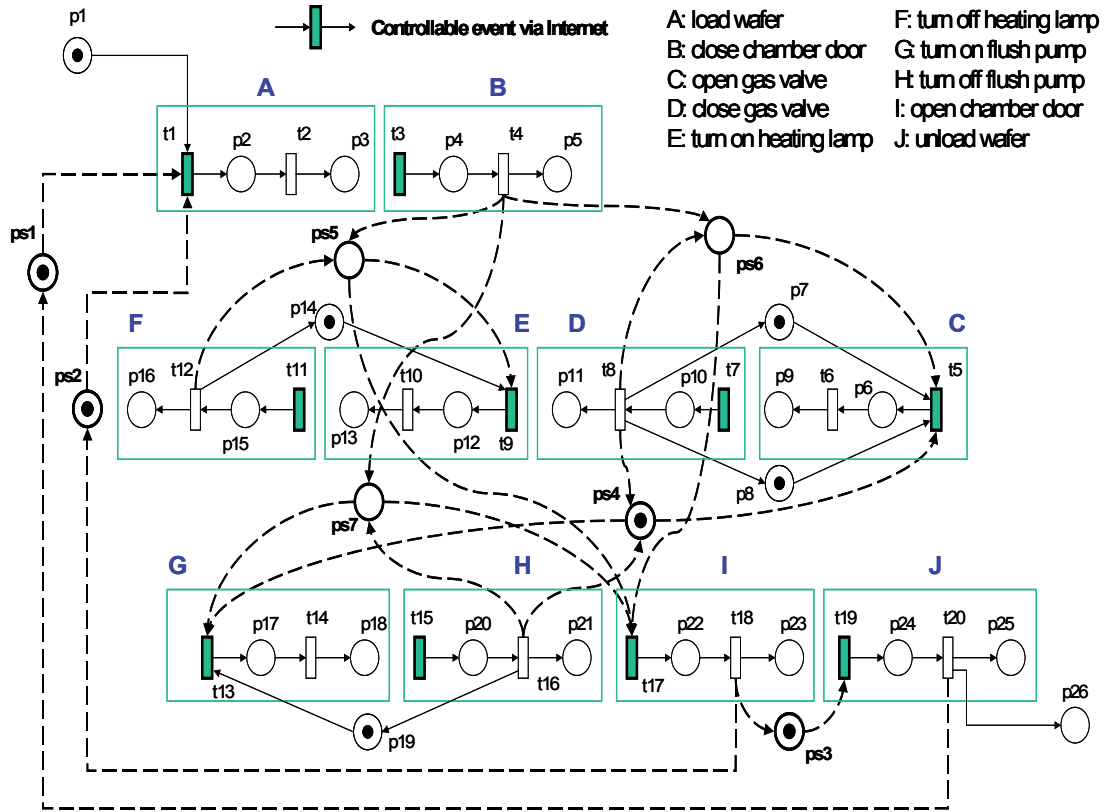 p1
Controllable event via Internet
A: load wafer
B: close chamber door
C: open gas valve
D: close gas valve
E: turn on heating lamp
F: turn off heating lamp
G: turn on flush pump
H: turn off flush pump
I: open chamber door
J: unload wafer
A
B
t1
p2
t2
p3
t3
p4
t4
p5
ps1
ps5
ps6
p14
p7
F
E
D
C
ps2
p16
t12
t11
p15
t10
p13
p12
t9
p11
t8
p10
t7
p9
t6
p6
t5
p8
ps7
ps4
G
H
I
J
p17
t14
p18
t13
t15
p20
t16
p21
p22
t18
p23
t17
t19
p24
t20
p25
p19
ps3
p26